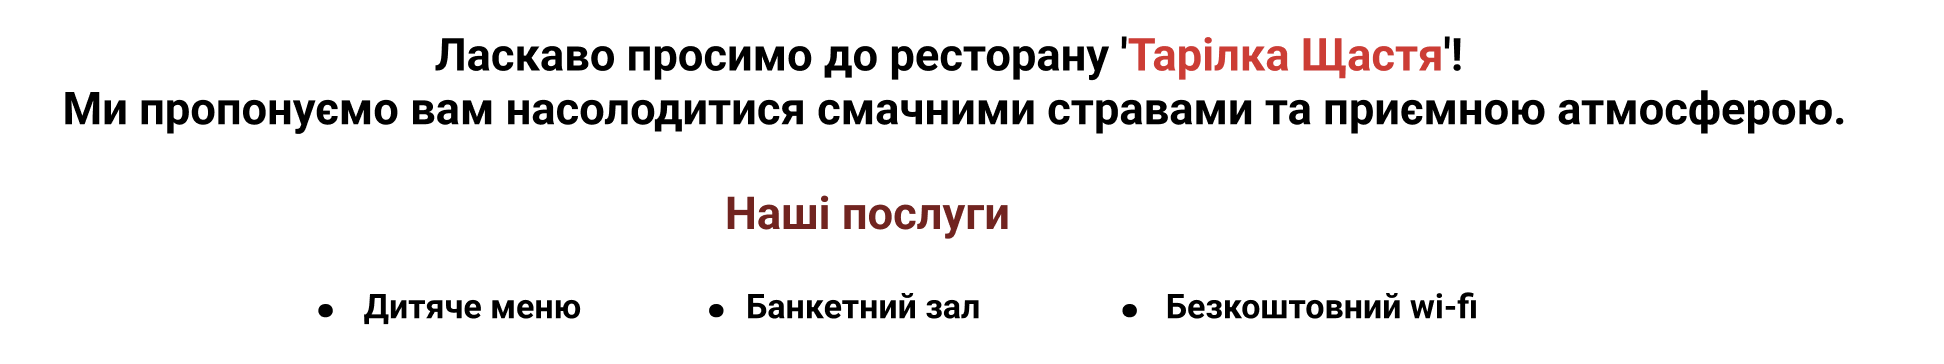 Ласкаво просимо до ресторану 'Тарілка Щастя'!
Ми пропонуємо вам насолодитися смачними стравами та приємною атмосферою.
Наші послуги
• Дитяче меню • Банкетний зал • Безкоштовний wi-fi